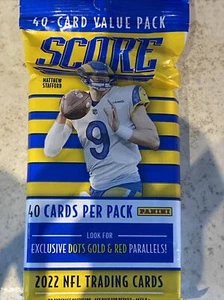 40-CARD VALUE PACK
SCORE
MATTHEW
STAFFORD
9
40 CARDS PER PACK
PANINI
LOOK FOR
EXCLUSIVE DOTS GOLD & RED PARALLELS!
2022 NFL TRADING CARDS